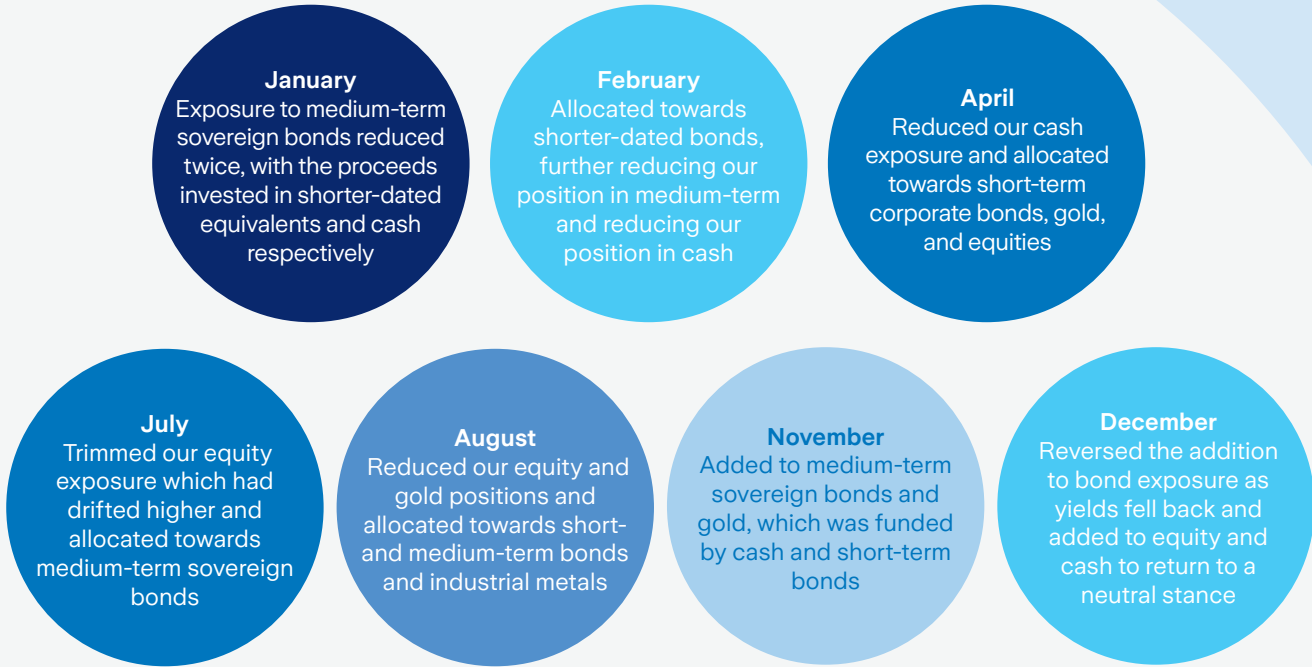 January
Exposure to medium-term
sovereign bonds reduced
twice, with the proceeds
invested in shorter-dated
equivalents and cash
respectively
February
Allocated towards
shorter-dated bonds,
further reducing our
position in medium-term
and reducing our
position in cash
April
Reduced our cash
exposure and allocated
towards short-term
corporate bonds, gold,
and equities
July
Trimmed our equity
exposure which had
drifted higher and
allocated towards
medium-term sovereign
bonds
August
Reduced our equity and
gold positions and
allocated towards short-
and medium-term bonds
and industrial metals
November
Added to medium-term
sovereign bonds and
gold, which was funded
by cash and short-term
bonds
December
Reversed the addition
to bond exposure as
yields fell back and
added to equity and
cash to return to a
neutral stance